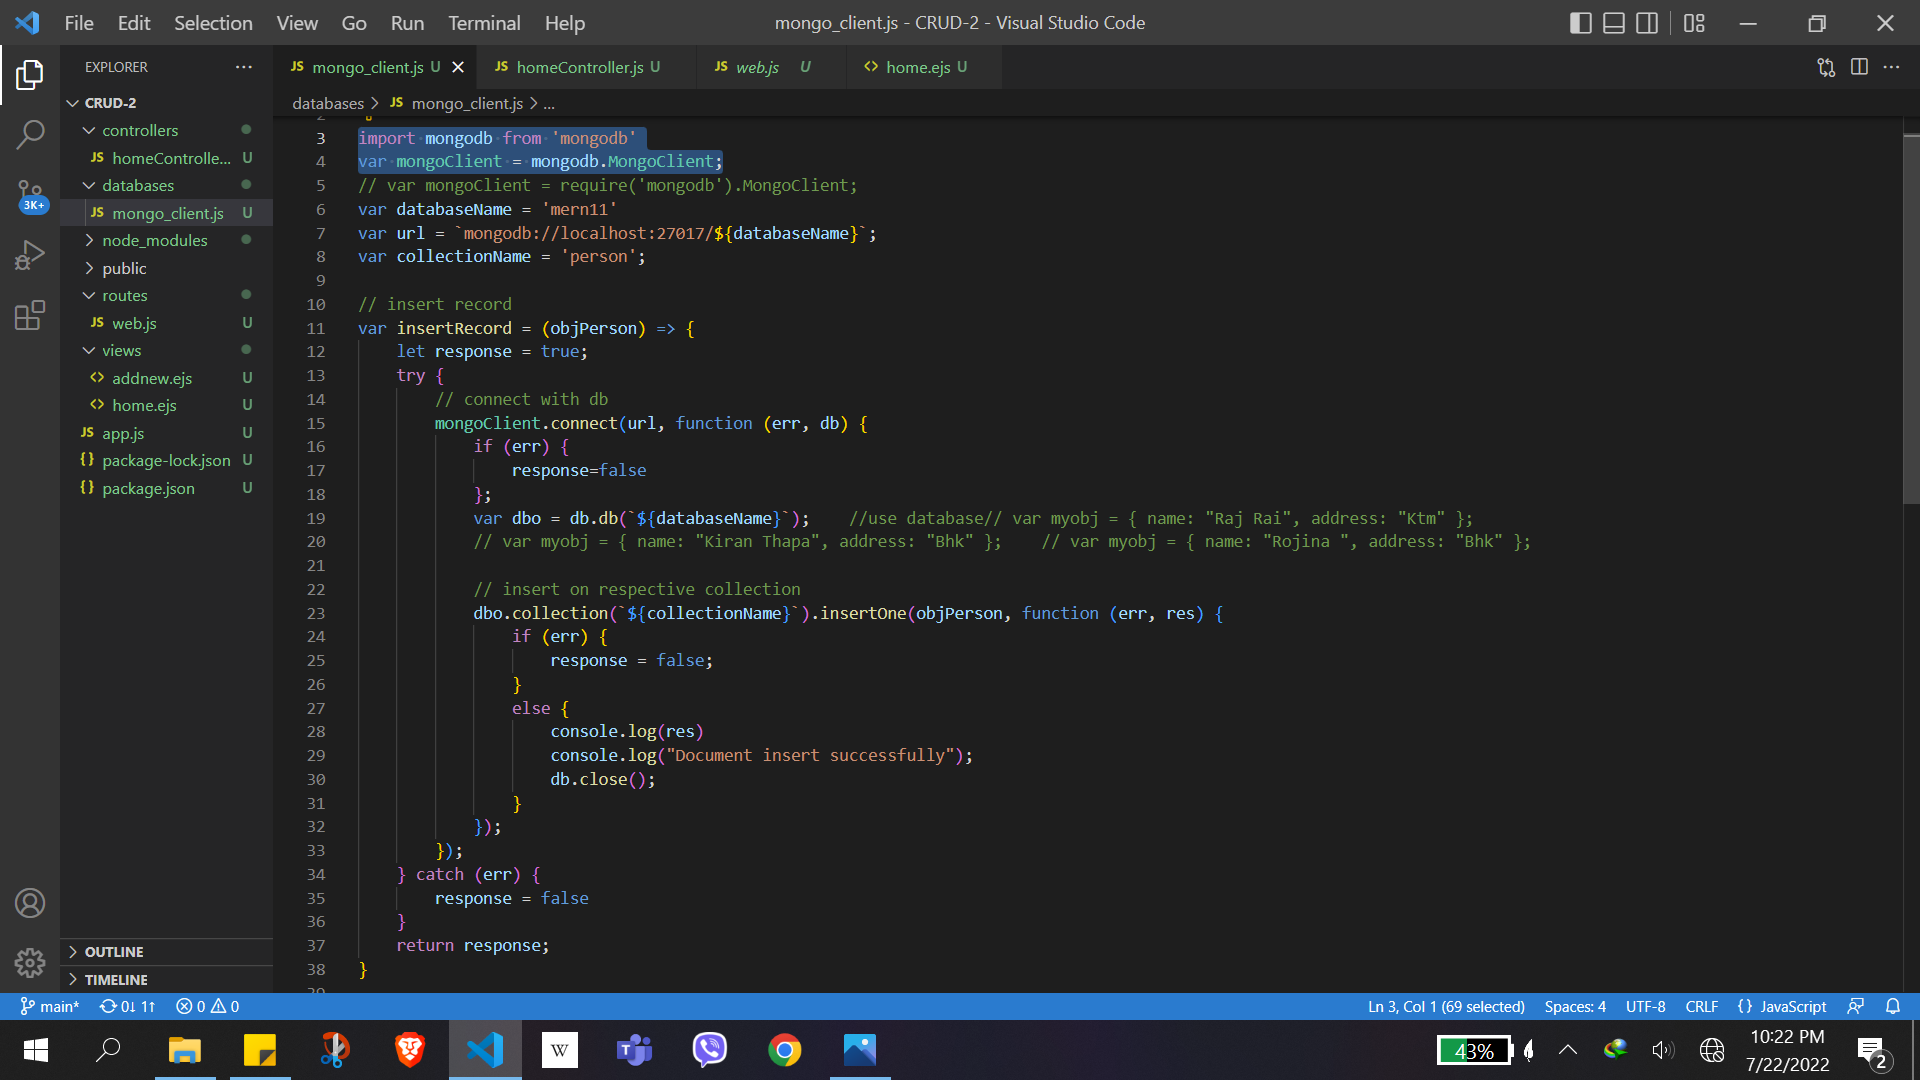 File Edit Selection View Go Run Terminal Help mongo_client.js - CRUD-2 - Visual Studio Code
EXPLORER
JS mongo_client.js U JS homeController.js U JS web.js U <> home.ejs U
databases > JS mongo_client.js > ...
CRUD-2
controllers
JS homeControlle... U
databases
JS mongo_client.js U
node_modules
public
routes
JS web.js U
views
<> addnew.ejs U
<> home.ejs U
JS app.js U
{} package-lock.json U
{} package.json U
OUTLINE
TIMELINE
3K+
2
3 import mongodb from 'mongodb'
4 var mongoClient = mongodb.MongoClient;
5 // var mongoClient = require('mongodb').MongoClient;
6 var databaseName = 'mern11'
7 var url = `mongodb://localhost:27017/${databaseName}`;
8 var collectionName = 'person';
9
10 // insert record
11 var insertRecord = (objPerson) => {
12 let response = true;
13 try {
14 // connect with db
15 mongoClient.connect(url, function (err, db) {
16 if (err) {
17 response=false
18 };
19 var dbo = db.db(`${databaseName}`); //use database// var myobj = { name: "Raj Rai", address: "Ktm" };
20 // var myobj = { name: "Kiran Thapa", address: "Bhk" }; // var myobj = { name: "Rojina ", address: "Bhk" };
21
22 // insert on respective collection
23 dbo.collection(`${collectionName}`).insertOne(objPerson, function (err, res) {
24 if (err) {
25 response = false;
26 }
27 else {
28 console.log(res)
29 console.log("Document insert successfully");
30 db.close();
31 }
32 });
33 });
34 } catch (err) {
35 response = false
36 }
37 return response;
38 }
39
main* 0↓ 1↑ 0 0 Ln 3, Col 1 (69 selected) Spaces: 4 UTF-8 CRLF {} JavaScript
W 43% 10:22 PM
7/22/2022 2